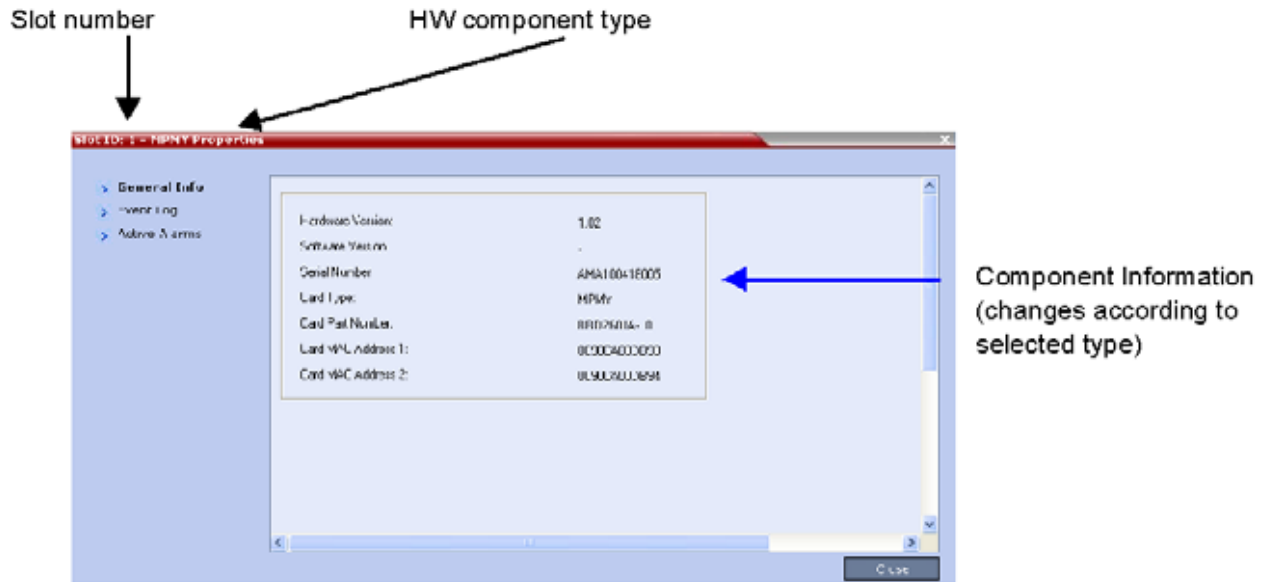 Slot number
HW component type
Slot ID: 1 - MPMY Properties
General Info
Event Log
Active Alarms
Hardware Version: 1.02
Software Version -
Serial Number
Card Type:
Card Part Number:
Card MAC Address 1:
Card MAC Address 2:
Component Information
(changes according to
selected type)
Close